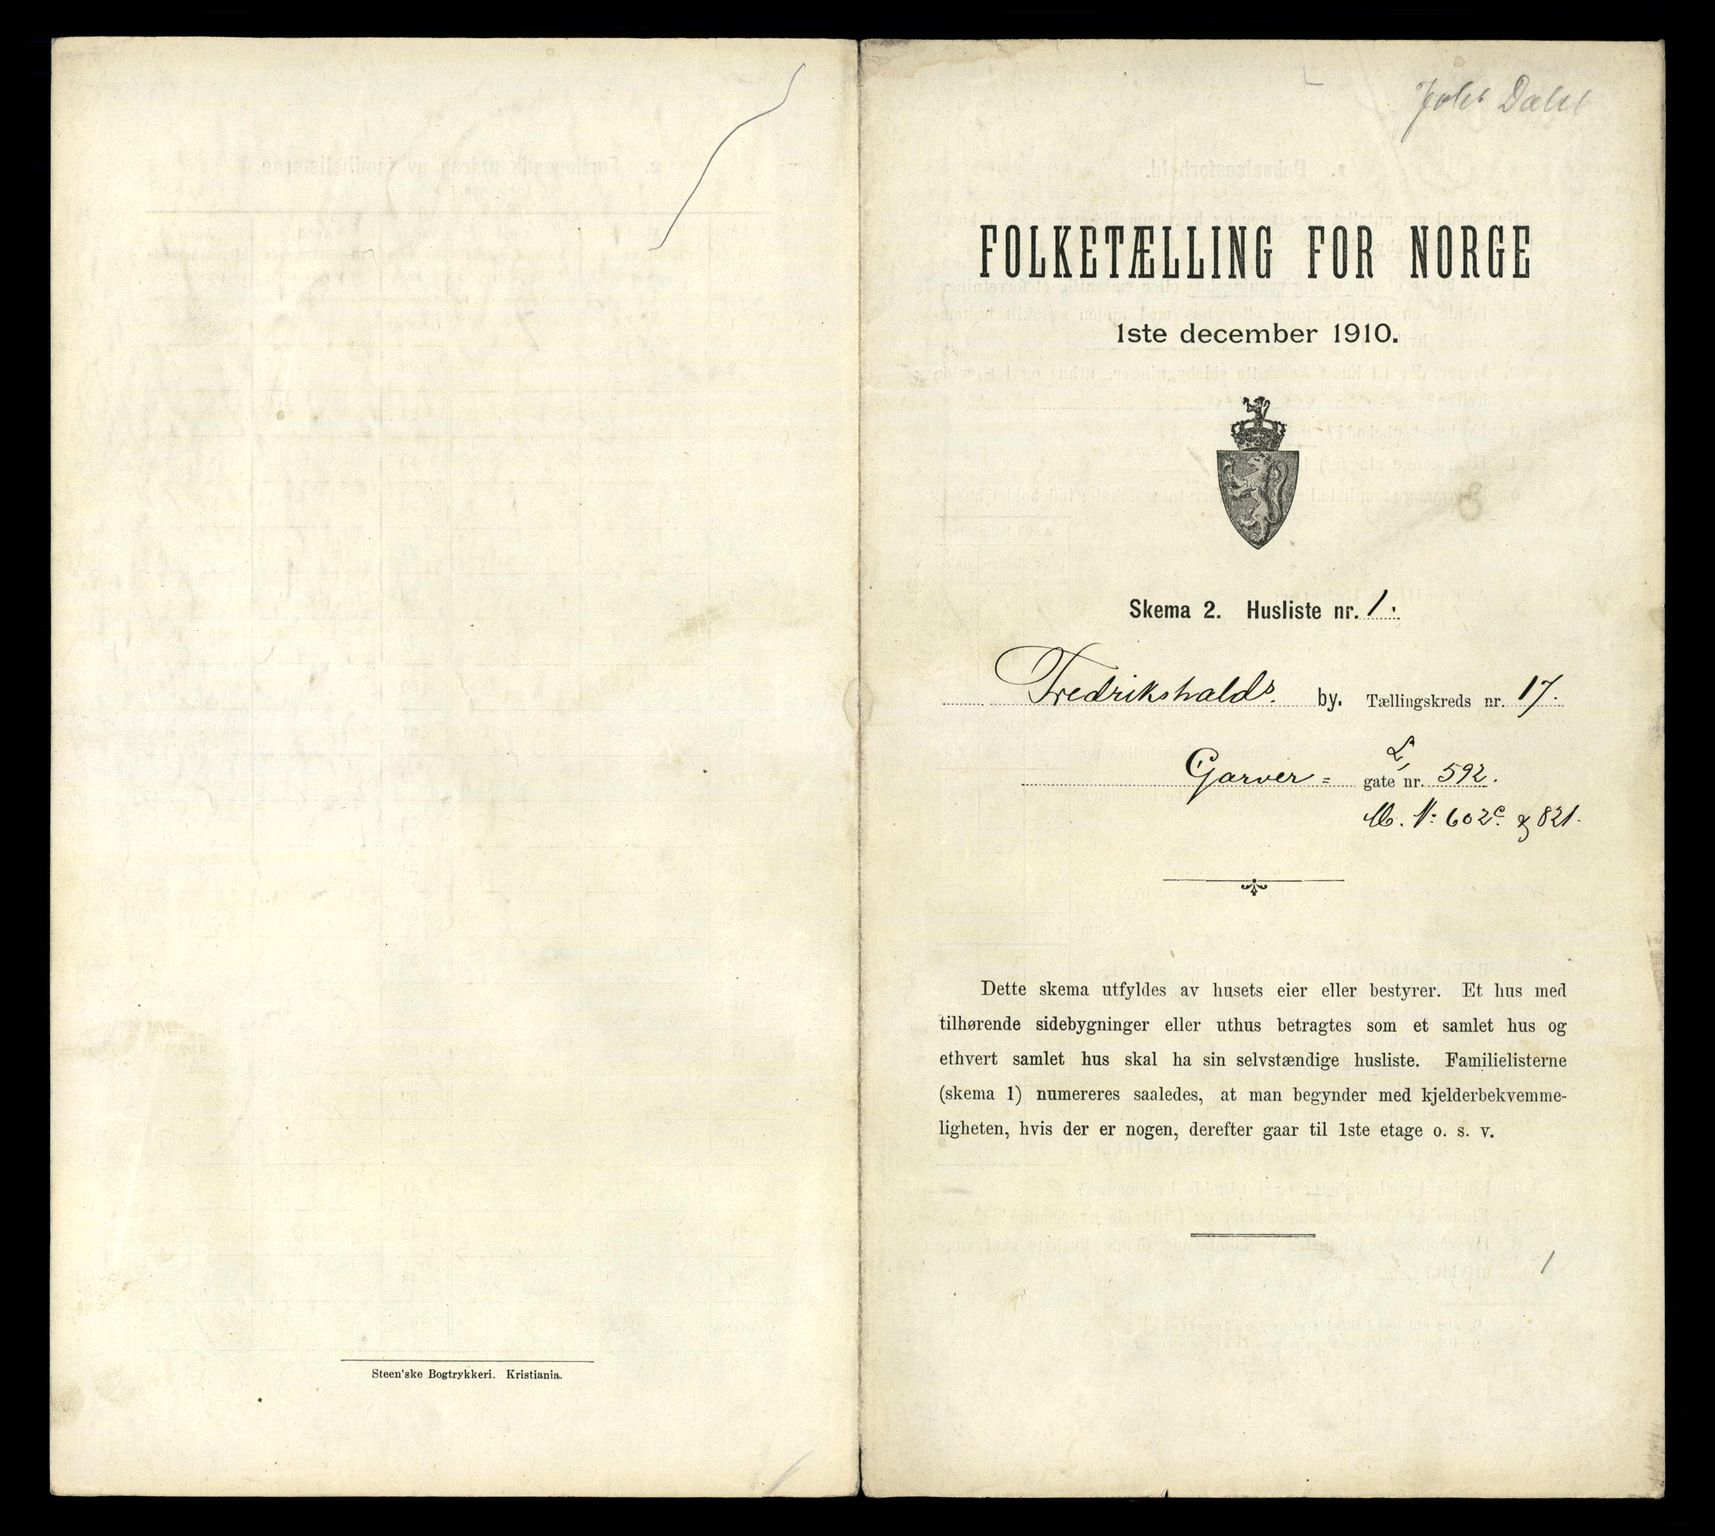 Steen'ske Bogtrykkeri. Kristiania.
Dahl
FOLKETÆLLING FOR NORGE
1ste december 1910.
Skema 2. Husliste nr. 1.
Fredrikshalds. by. Tællingskreds nr. 17.
Garver= gate nr. L, 592.
M. N: 602c. & 821.
Dette skema utfyldes av husets eier eller bestyrer. Et hus med
tilhørende sidebygninger eller uthus betragtes som et samlet hus og
ethvert samlet hus skal ha sin selvstændige husliste. Familielisterne
(skema 1) numereres saaledes, at man begynder med kjelderbekvemme-
ligheten, hvis der er nogen, derefter gaar til 1ste etage o. s. v.
1